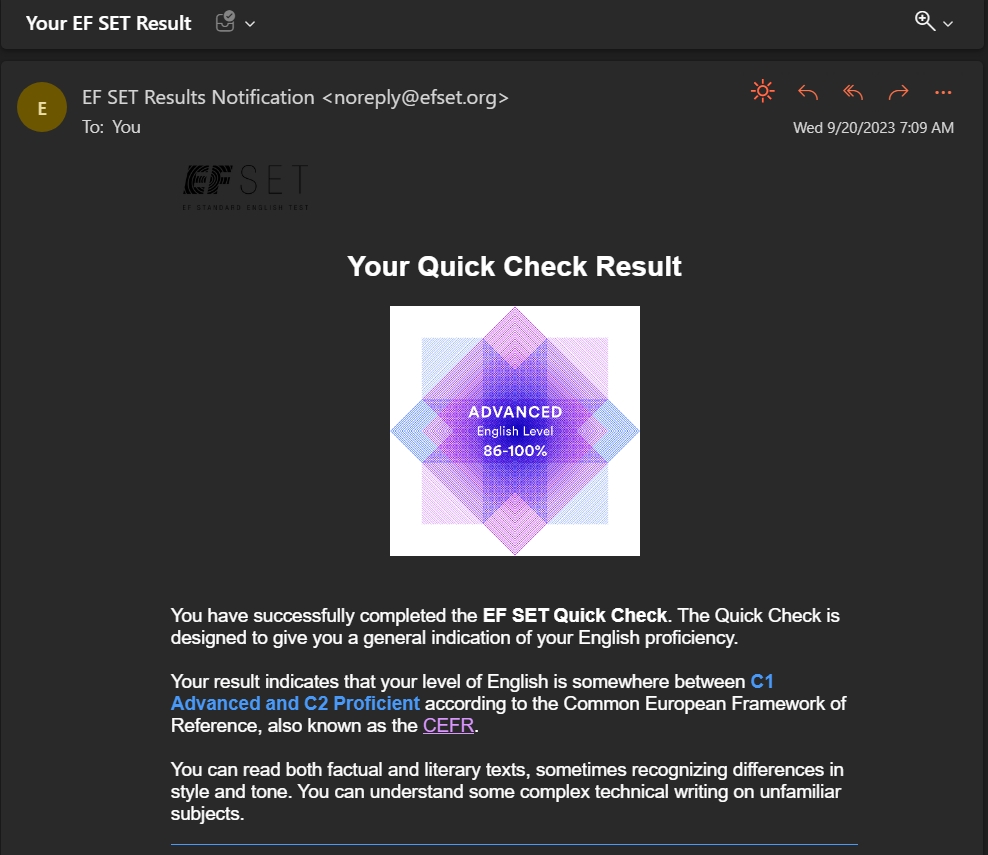 Your EF SET Result
E
EF SET Results Notification <noreply@efset.org>
To: You
Wed 9/20/2023 7:09 AM
EF SET
EF STANDARD ENGLISH TEST
Your Quick Check Result
ADVANCED
English Level
86-100%
You have successfully completed the EF SET Quick Check. The Quick Check is
designed to give you a general indication of your English proficiency.
Your result indicates that your level of English is somewhere between C1
Advanced and C2 Proficient according to the Common European Framework of
Reference, also known as the CEFR.
You can read both factual and literary texts, sometimes recognizing differences in
style and tone. You can understand some complex technical writing on unfamiliar
subjects.